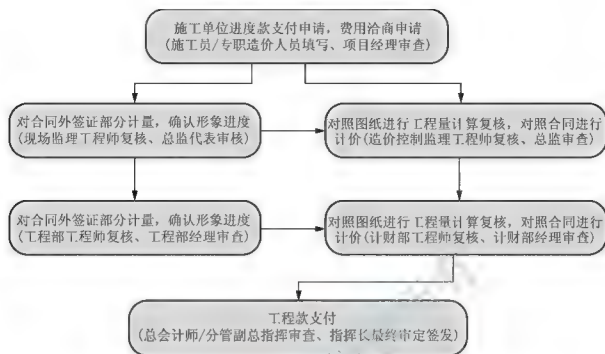 施工单位进度款支付申请，费用洽商申请
(施工员/专职造价人员填写、项目经理审查)
对合同外签证部分计量，确认形象进度
(现场监理工程师复核、总监代表审核)
对照图纸进行工程量计算复核，对照合同进行
计价(造价控制监理工程师复核、总监审查)
对合同外签证部分计量，确认形象进度
(工程部工程师复核、工程部经理审查)
对照图纸进行工程量计算复核，对照合同进行
计价(计财部工程师复核、计财部经理审查)
工程款支付
(总会计师/分管副总指挥审查、指挥长最终审定签发)